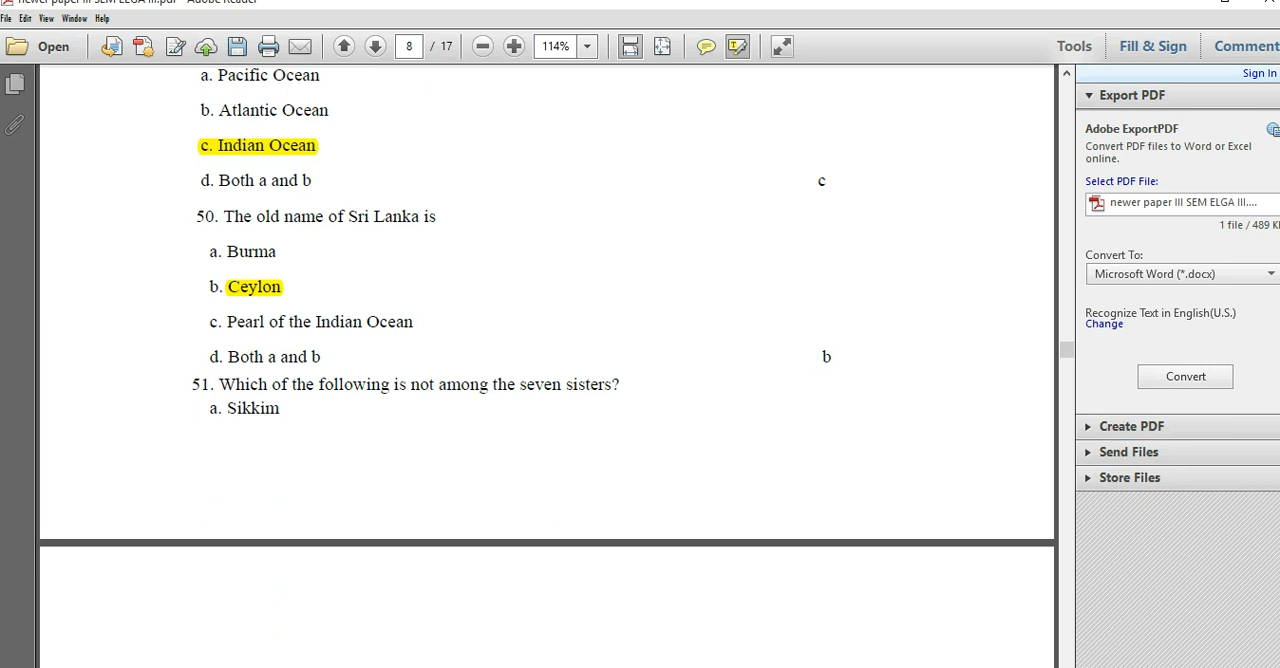 newer paper III SEM ELGA III.pdf - Adobe Reader
File Edit View Window Help
Open 8 / 17 114% Tools Fill & Sign Comment
Sign In
a. Pacific Ocean
b. Atlantic Ocean
c. Indian Ocean
d. Both a and b c
50. The old name of Sri Lanka is
a. Burma
b. Ceylon
c. Pearl of the Indian Ocean
d. Both a and b b
51. Which of the following is not among the seven sisters?
a. Sikkim
Export PDF
Adobe ExportPDF
Convert PDF files to Word or Excel
online.
Select PDF File:
newer paper III SEM ELGA III....
1 file / 489 K
Convert To:
Microsoft Word (*.docx)
Recognize Text in English(U.S.)
Change
Convert
Create PDF
Send Files
Store Files